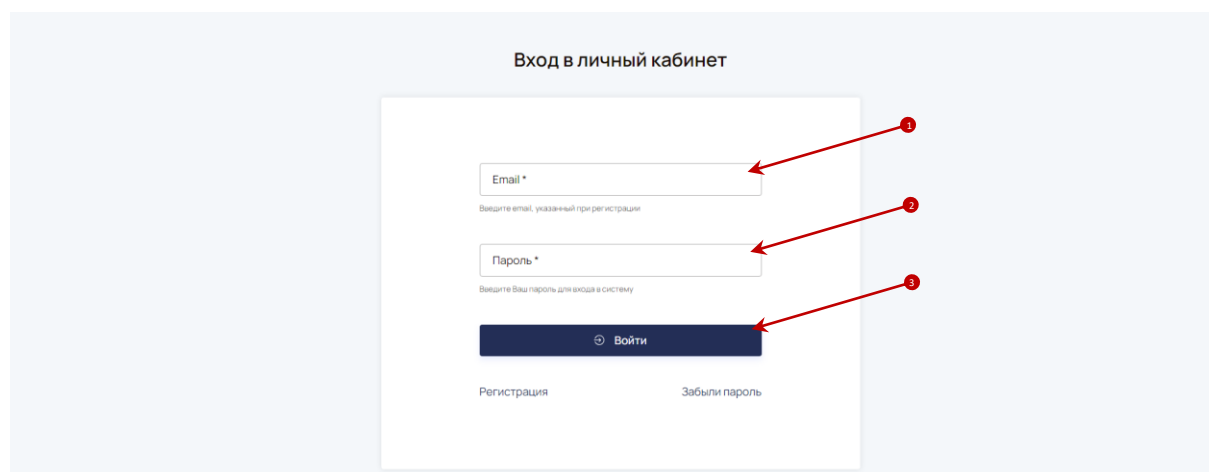 Вход в личный кабинет
1
Email *
Введите email, указанный при регистрации
2
Пароль *
Введите Ваш пароль для входа в систему
3
Войти
Регистрация Забыли пароль